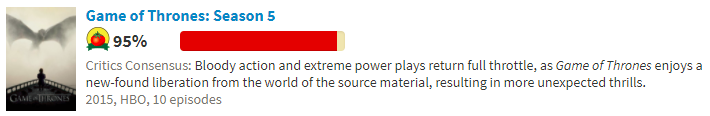 Game of Thrones: Season 5
95%
Critics Consensus: Bloody action and extreme power plays return full throttle, as Game of Thrones enjoys a
new-found liberation from the world of the source material, resulting in more unexpected thrills.
2015, HBO, 10 episodes
GAME OF THRONES